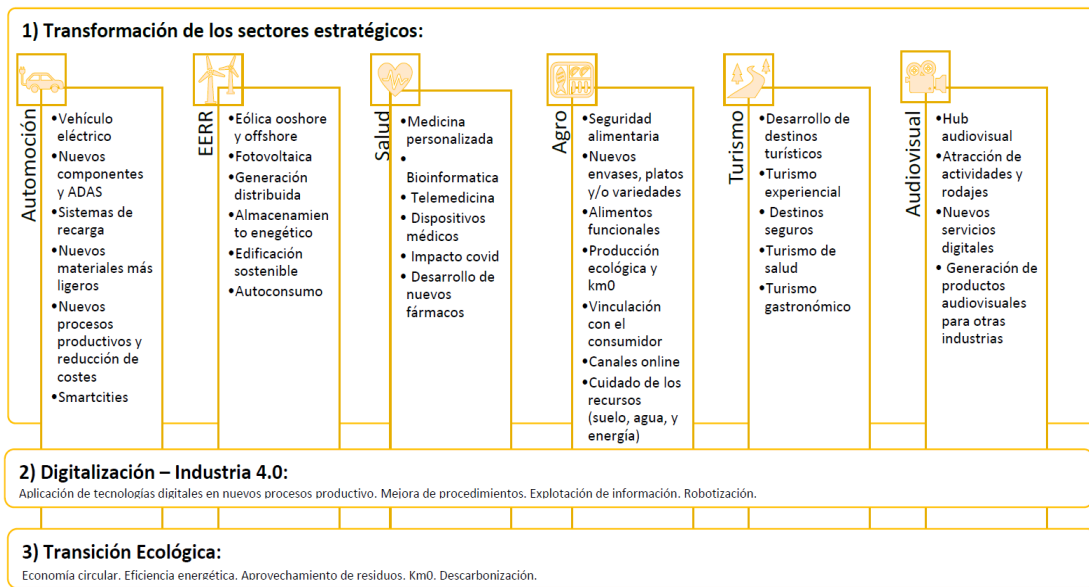 1) Transformación de los sectores estratégicos:
Automoción
•Vehículo
eléctrico
•Nuevos
componentes
y ADAS
•Sistemas de
recarga
•Nuevos
materiales más
ligeros
•Nuevos
procesos
productivos y
reducción de
costes
•Smartcities
EERR
•Eólica ooshore
y offshore
•Fotovoltaica
•Generación
distribuida
•Almacenamien
to enegético
•Edificación
sostenible
•Autoconsumo
Salud
•Medicina
personalizada
•
Bioinformatica
•Telemedicina
•Dispositivos
médicos
• Impacto covid
• Desarrollo de
nuevos
fármacos
Agro
•Seguridad
alimentaria
•Nuevos
envases, platos
y/o variedades
•Alimentos
funcionales
•Producción
ecológica y
km0
•Vinculación
con el
consumidor
•Canales online
•Cuidado de los
recursos
(suelo, agua, y
energía)
Turismo
•Desarrollo de
destinos
turísticos
•Turismo
experiencial
• Destinos
seguros
•Turismo de
salud
•Turismo
gastronómico
Audiovisual
•Hub
audiovisual
•Atracción de
actividades y
rodajes
•Nuevos
servicios
digitales
• Generación de
productos
audiovisuales
para otras
industrias
2) Digitalización – Industria 4.0:
Aplicación de tecnologías digitales en nuevos procesos productivo. Mejora de procedimientos. Explotación de información. Robotización.
3) Transición Ecológica:
Economía circular. Eficiencia energética. Aprovechamiento de residuos. Km0. Descarbonización.